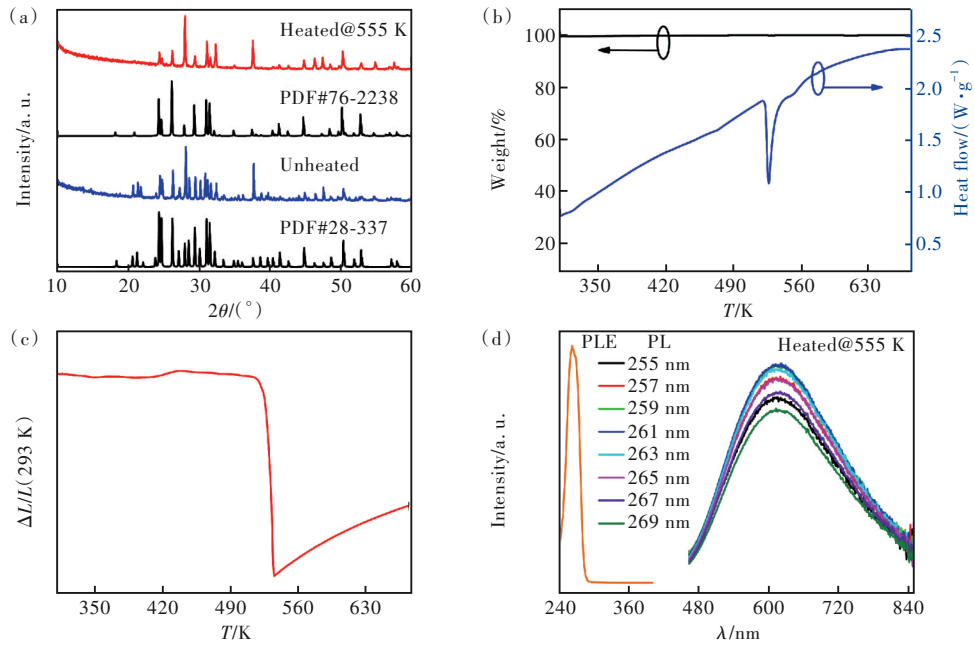 (a)
Heated@555 K
PDF#76-2238
Unheated
PDF#28-337
Intensity/a. u.
10 20 30 40 50 60
2θ/(°)
(b)
100
80
60
40
20
Weight/%
2.5
2.0
1.5
1.0
0.5
Heat flow/(W·g⁻¹)
350 420 490 560 630
T/K
(c)
ΔL/L(293 K)
350 420 490 560 630
T/K
(d)
PLE PL Heated@555 K
255 nm
257 nm
259 nm
261 nm
263 nm
265 nm
267 nm
269 nm
Intensity/a. u.
240 360 480 600 720 840
λ/nm